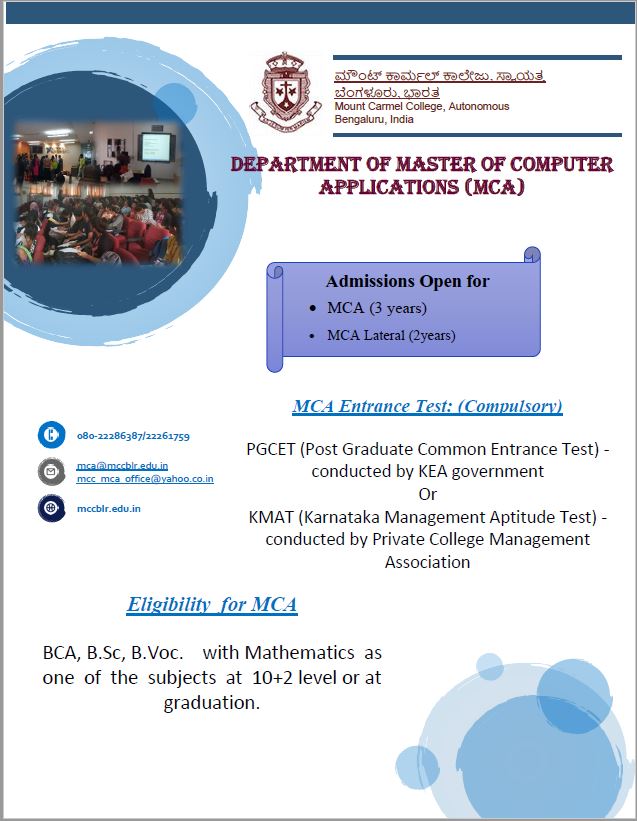 ಮೌಂಟ್ ಕಾರ್ಮಲ್ ಕಾಲೇಜು, ಸ್ವಾಯತ್ತ
ಬೆಂಗಳೂರು, ಭಾರತ
Mount Carmel College, Autonomous
Bengaluru, India
DEPARTMENT OF MASTER OF COMPUTER
APPLICATIONS (MCA)
Admissions Open for
• MCA (3 years)
• MCA Lateral (2years)
MCA Entrance Test: (Compulsory)
PGCET (Post Graduate Common Entrance Test) -
conducted by KEA government
Or
KMAT (Karnataka Management Aptitude Test) -
conducted by Private College Management
Association
080-22286387/22261759
mca@mccblr.edu.in
mcc_mca_office@yahoo.co.in
mccblr.edu.in
Eligibility for MCA
BCA, B.Sc, B.Voc. with Mathematics as
one of the subjects at 10+2 level or at
graduation.